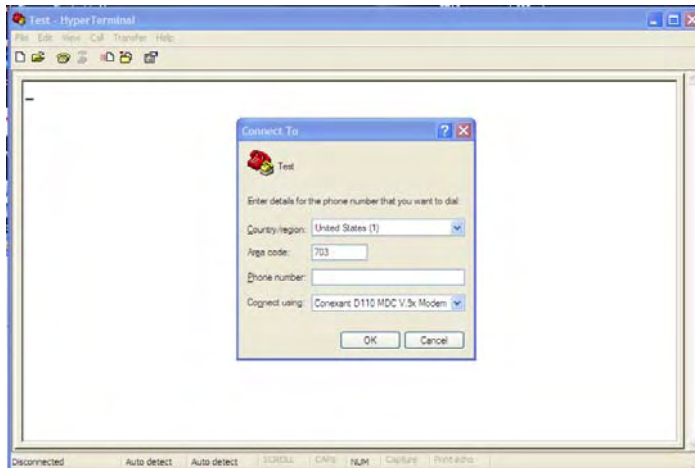 Test - HyperTerminal
File Edit View Call Transfer Help
Connect To
Test
Enter details for the phone number that you want to dial:
Country/region: United States (1)
Area code: 703
Phone number:
Connect using: Conexant D110 MDC V.9x Modem
OK Cancel
Disconnected Auto detect Auto detect SCROLL CAPS NUM Capture Print echo